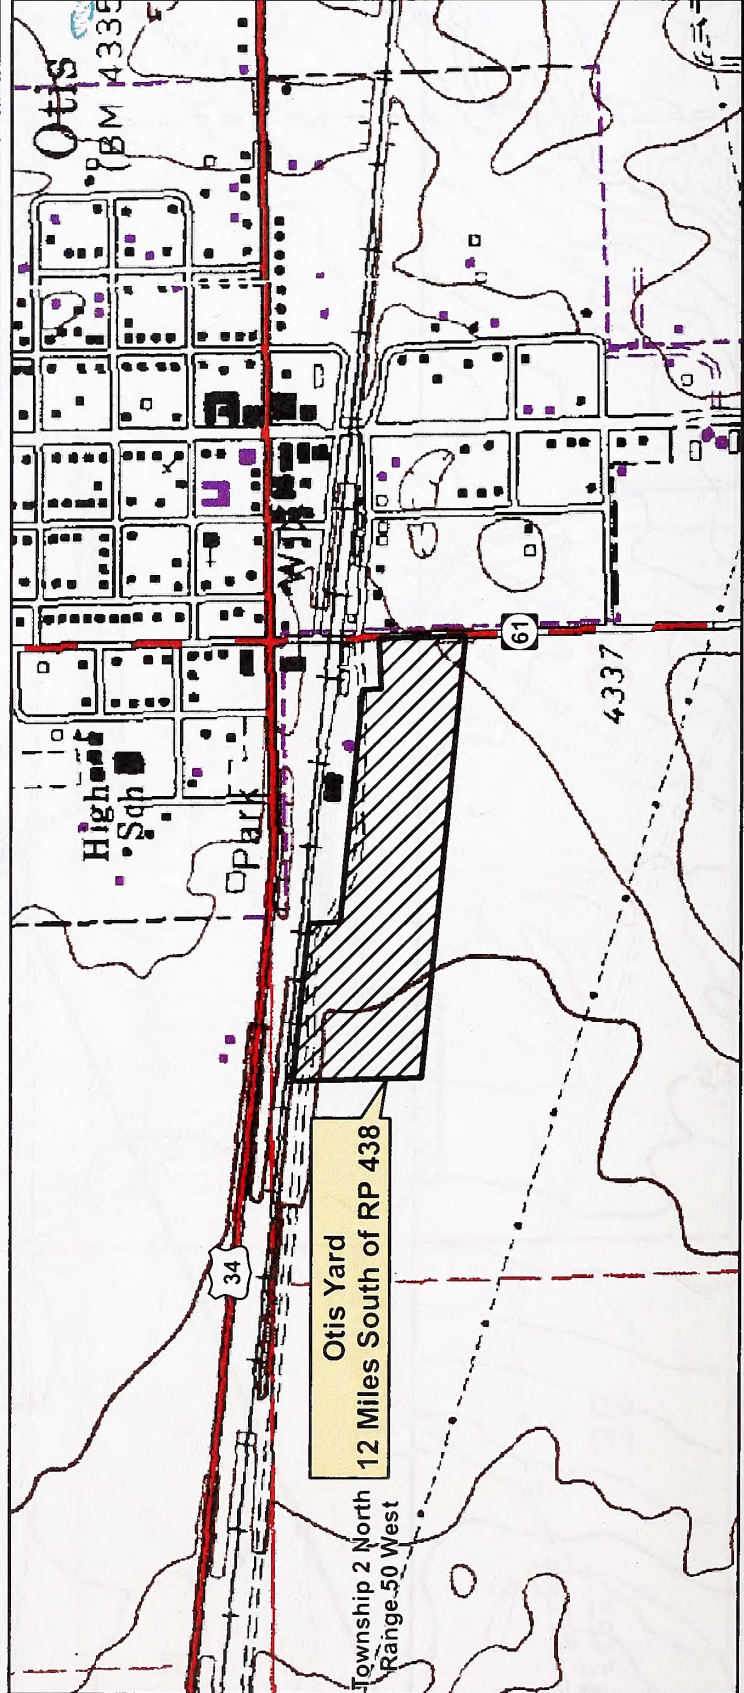 Otis
(BM 4335
High
Sch
Park
61
4337
34
Otis Yard
12 Miles South of RP 438
Township 2 North
Range 50 West